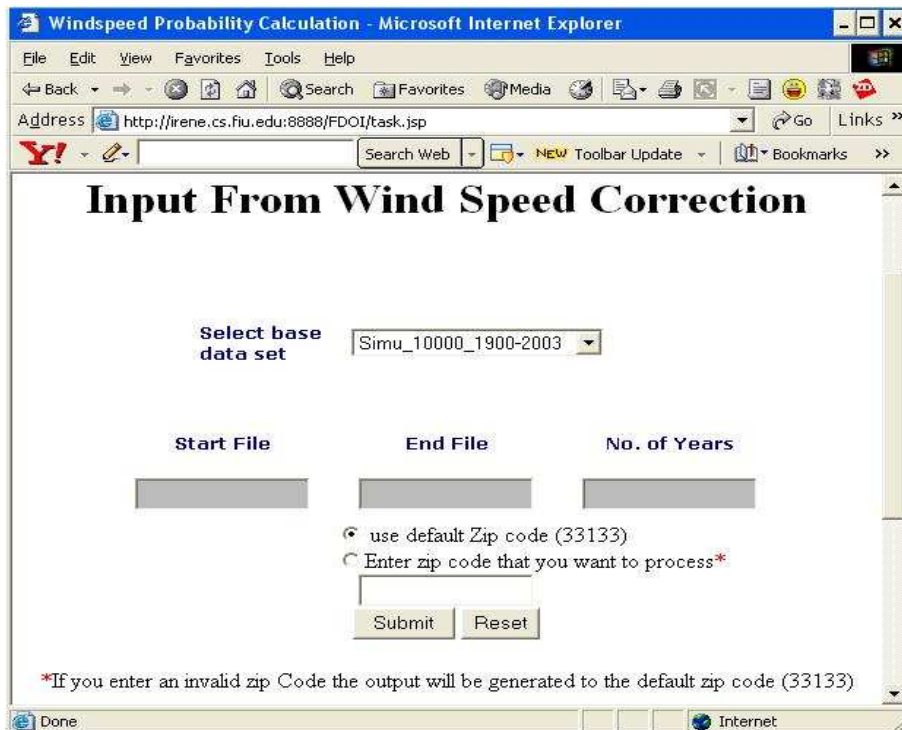 Windspeed Probability Calculation - Microsoft Internet Explorer
File Edit View Favorites Tools Help
Back Search Favorites Media
Address http://irene.cs.fiu.edu:8888/FDOI/task.jsp Go Links »
Y! Search Web NEW Toolbar Update Bookmarks »
Input From Wind Speed Correction
Select base
data set
Simu_10000_1900-2003
Start File End File No. of Years
use default Zip code (33133)
Enter zip code that you want to process*
Submit Reset
*If you enter an invalid zip Code the output will be generated to the default zip code (33133)
Done Internet